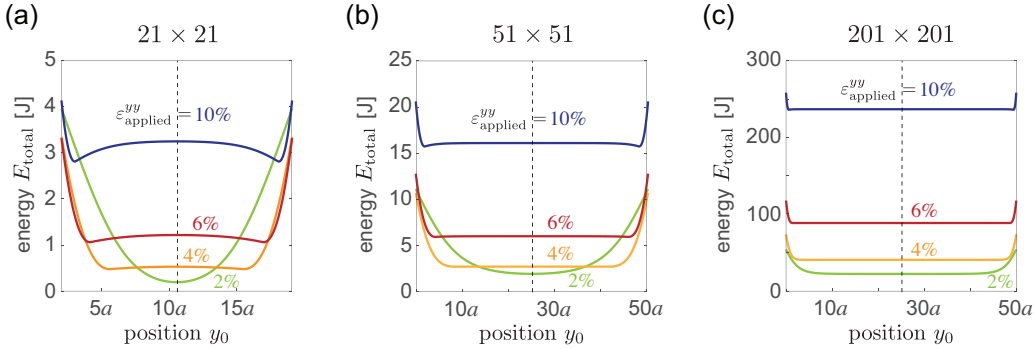 (a)
21 × 21
energy E_total [J]
5
4
3
2
1
0
ε^yy_applied = 10%
6%
4%
2%
5a
10a
15a
position y_0
(b)
51 × 51
energy E_total [J]
25
20
15
10
5
0
ε^yy_applied = 10%
6%
4%
2%
10a
25a
50a
position y_0
(c)
201 × 201
energy E_total [J]
300
200
100
0
ε^yy_applied = 10%
6%
4%
2%
10a
25a
50a
position y_0